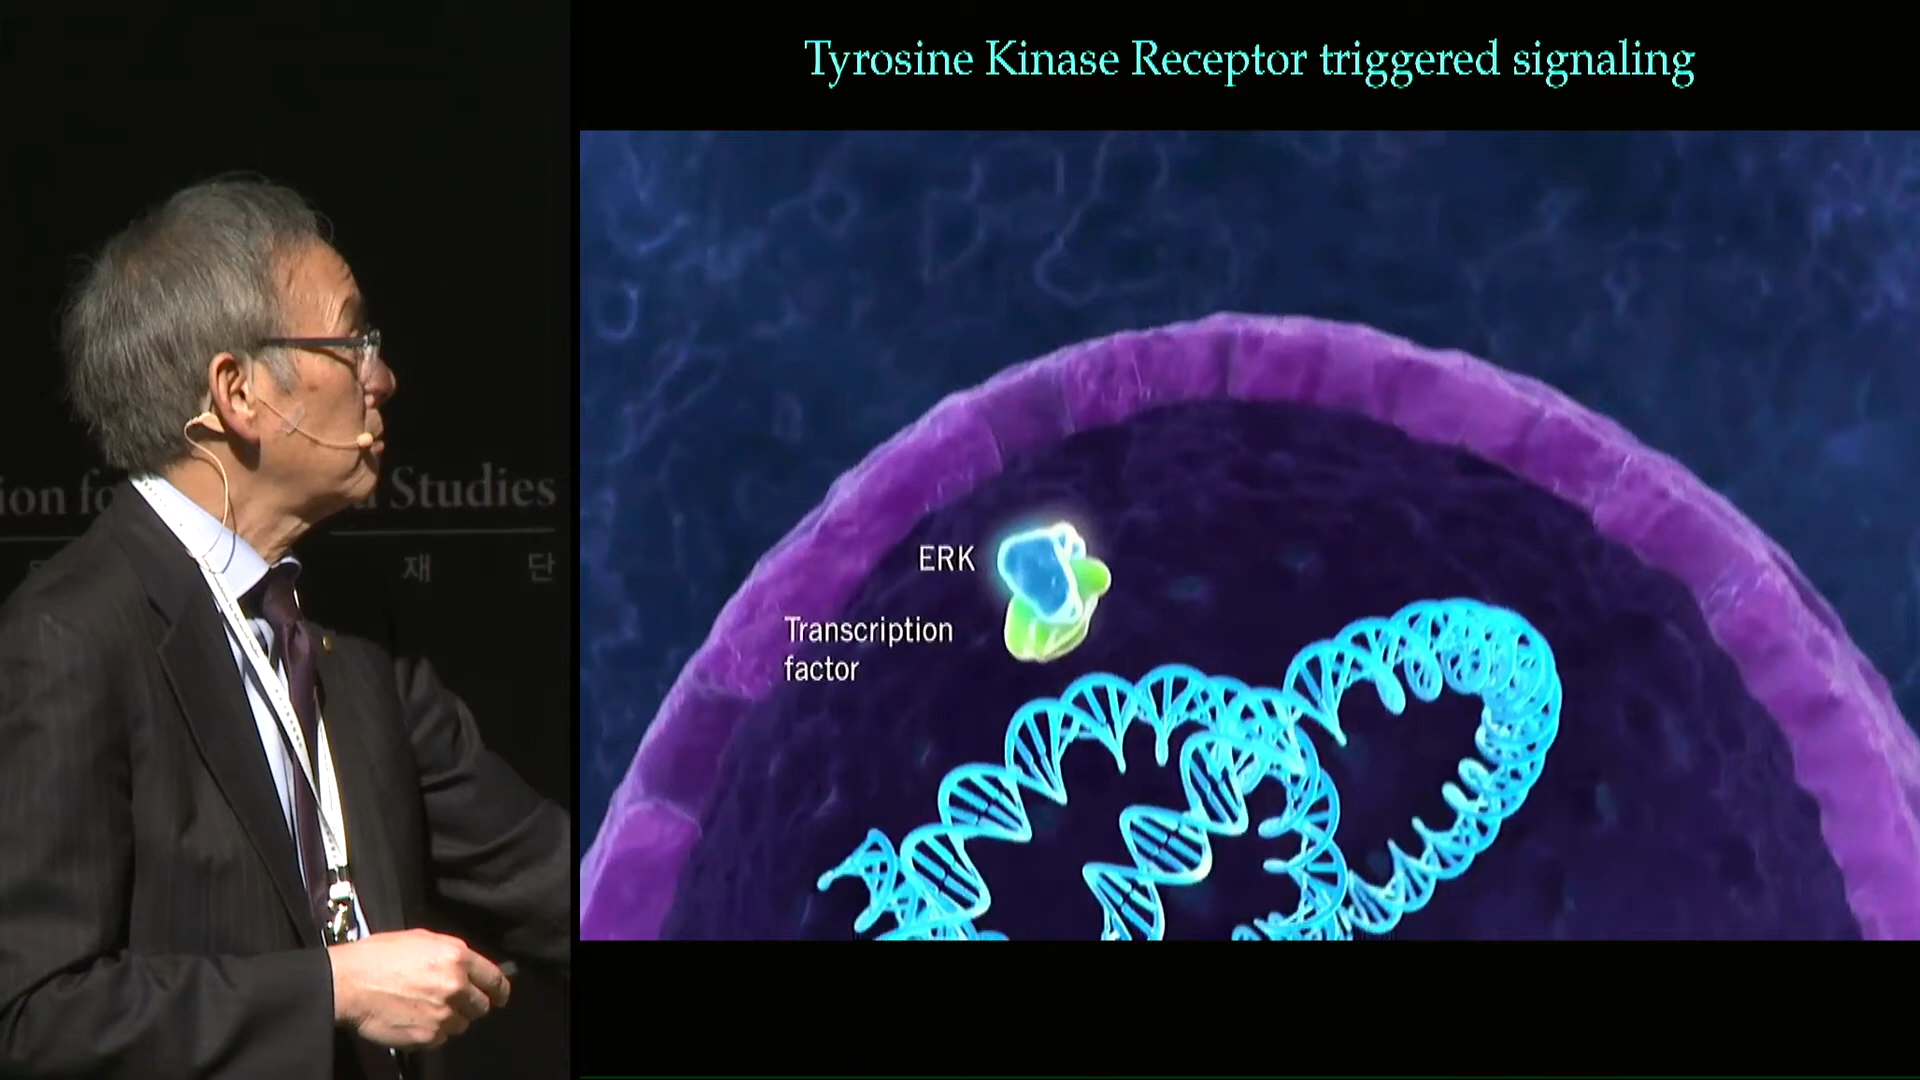 Tyrosine Kinase Receptor triggered signaling
ERK
Transcription
factor
Studies
재 단